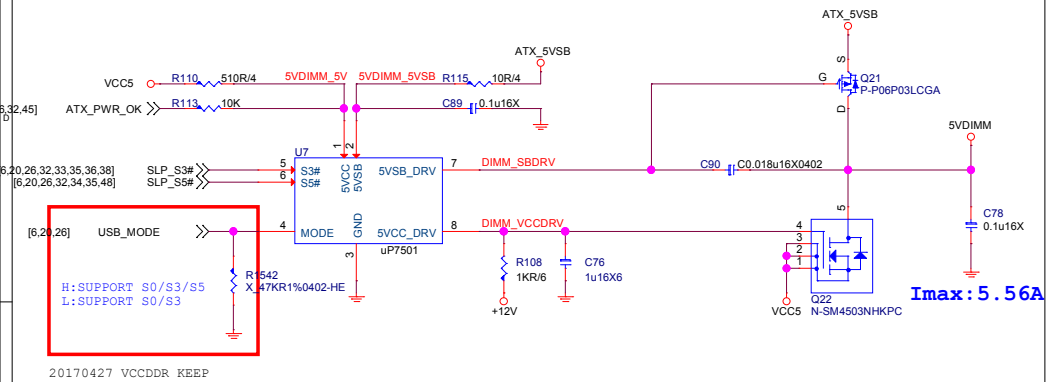 ATX_5VSB
ATX_5VSB
VCC5
R110
510R/4
5VDIMM_5V
5VDIMM_5VSB
R115
10R/4
S
G
Q21
P-P06P03LCGA
D
6,32,45]
D
ATX_PWR_OK
R113
10K
C89
0.1u16X
5VDIMM
1
2
U7
5VCC
5VSB
[6,20,26,32,33,35,36,38]
SLP_S3#
5
S3#
5VSB_DRV
7
DIMM_SBDRV
C90
C0.018u16X0402
[6,20,26,32,34,35,48]
SLP_S5#
6
S5#
5
C78
0.1u16X
[6,20,26]
USB_MODE
4
MODE
GND
5VCC_DRV
8
DIMM_VCCDRV
4
3
2
1
uP7501
3
R1542
X_47KR1%0402-HE
R108
1KR/6
C76
1u16X6
H:SUPPORT S0/S3/S5
L:SUPPORT S0/S3
+12V
VCC5
Q22
N-SM4503NHKPC
Imax:5.56A
20170427 VCCDDR KEEP